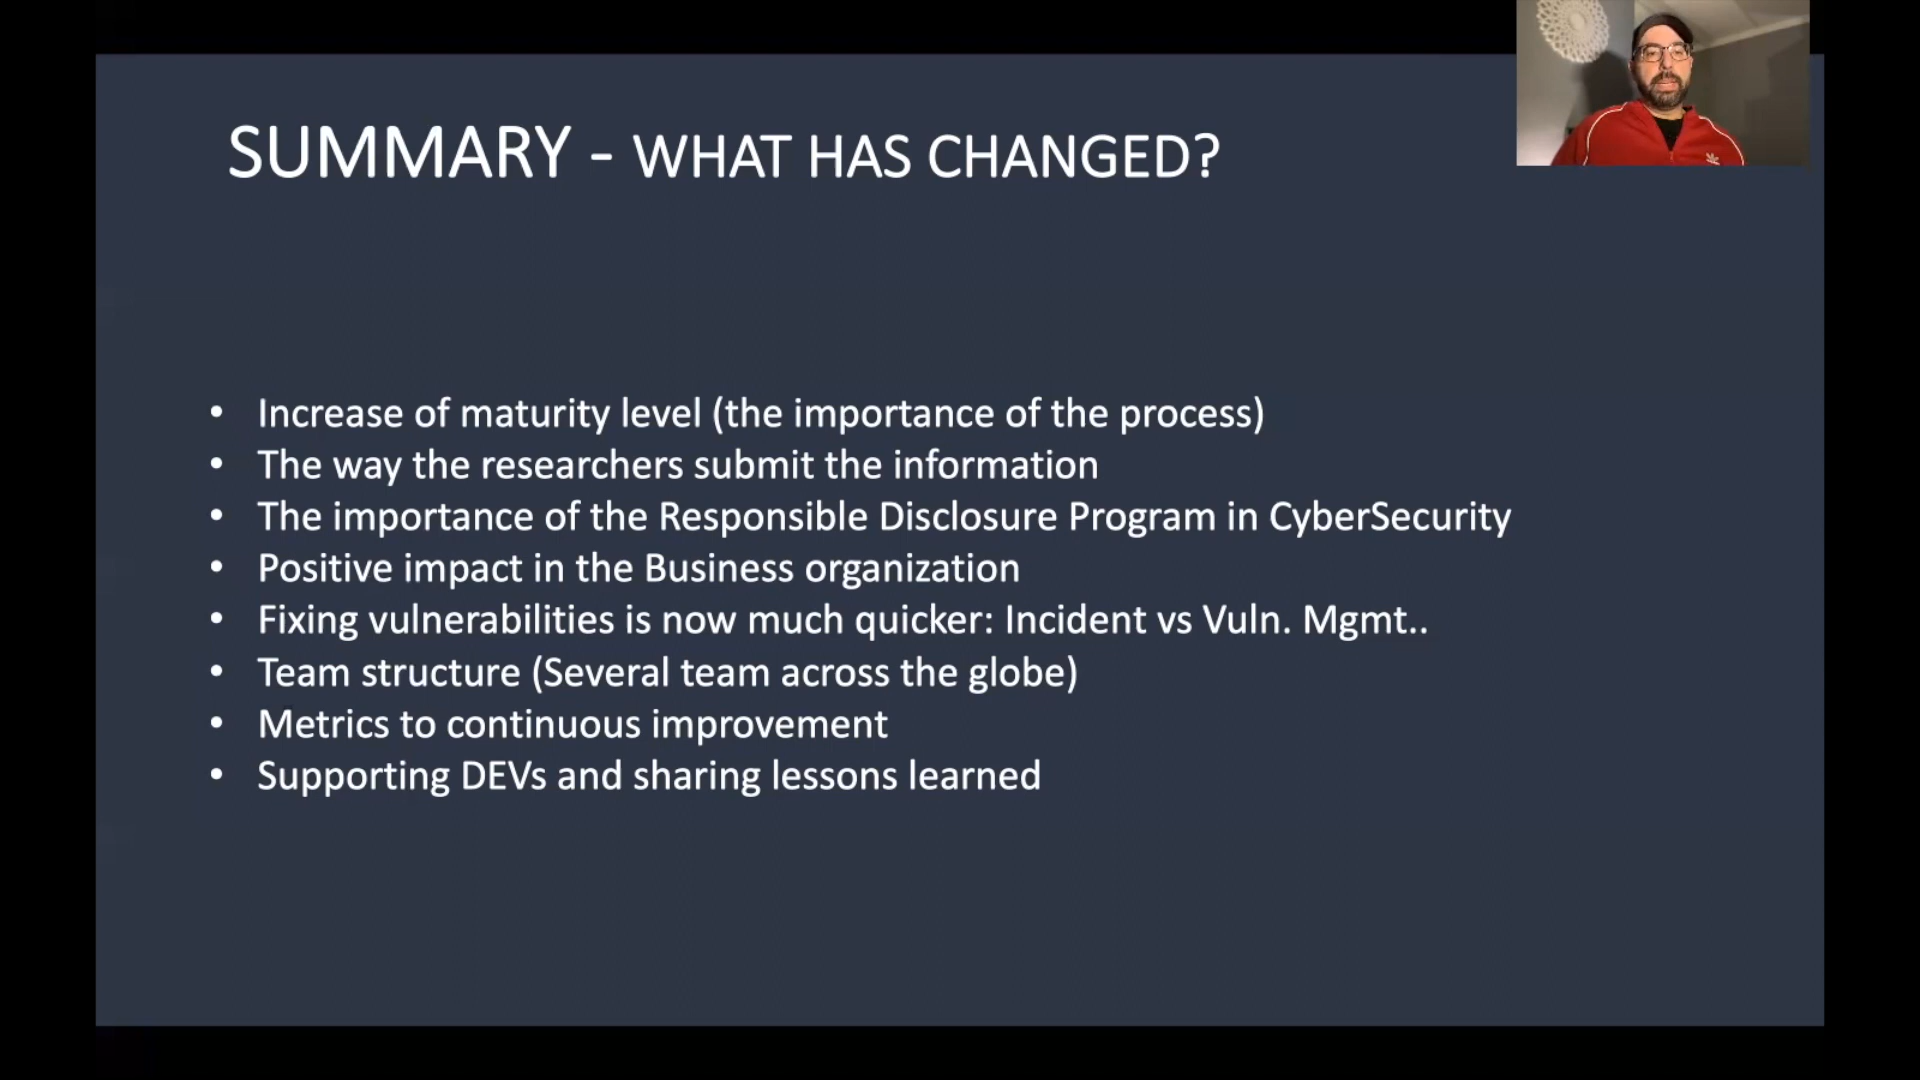 SUMMARY - WHAT HAS CHANGED?
• Increase of maturity level (the importance of the process)
• The way the researchers submit the information
• The importance of the Responsible Disclosure Program in CyberSecurity
• Positive impact in the Business organization
• Fixing vulnerabilities is now much quicker: Incident vs Vuln. Mgmt..
• Team structure (Several team across the globe)
• Metrics to continuous improvement
• Supporting DEVs and sharing lessons learned